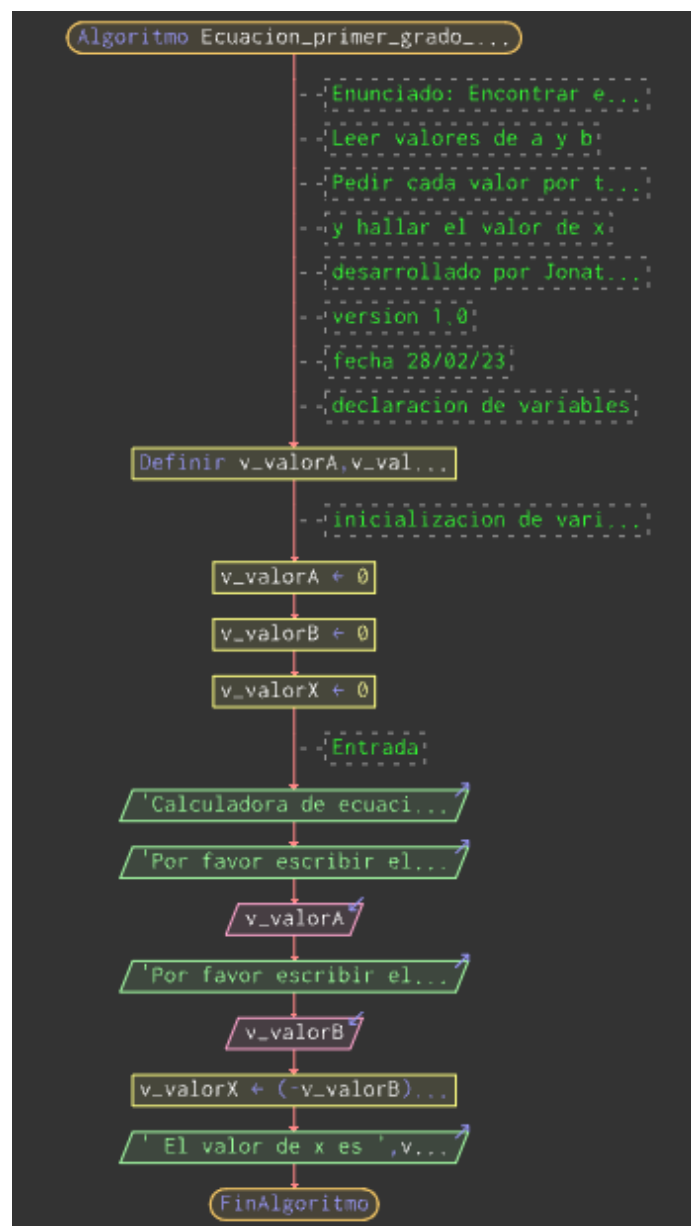 Algoritmo Ecuacion_primer_grado_...
Enunciado: Encontrar e...
Leer valores de a y b
Pedir cada valor por t...
y hallar el valor de x
desarrollado por Jonat...
version 1.0
fecha 28/02/23
declaracion de variables
Definir v_valorA,v_val...
inicializacion de vari...
v_valorA ← 0
v_valorB ← 0
v_valorX ← 0
Entrada
'Calculadora de ecuaci...
'Por favor escribir el...
v_valorA
'Por favor escribir el...
v_valorB
v_valorX ← (-v_valorB)...
' El valor de x es ',v...
FinAlgoritmo